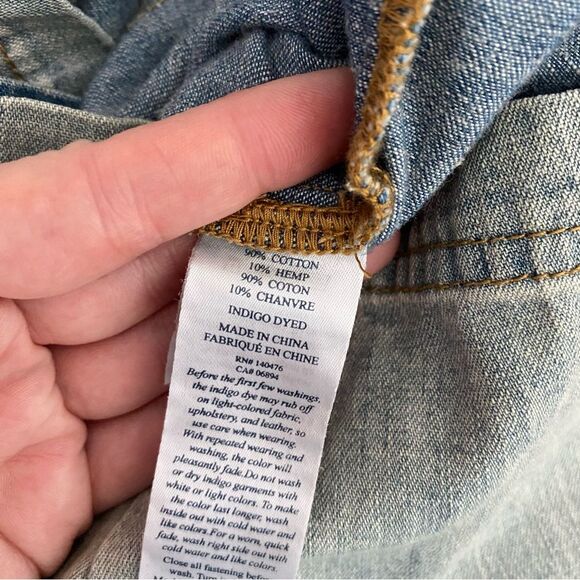 90% COTTON
10% HEMP
90% COTON
10% CHANVRE
INDIGO DYED
MADE IN CHINA
FABRIQUÉ EN CHINE
RN# 140476
CA# 06894
Before the first few washings,
the indigo dye may rub off
on light-colored fabric,
upholstery, and leather, so
use care when wearing.
With repeated wearing and
washing, the color will
pleasantly fade.Do not wash
or dry indigo garments with
white or light colors. To make
the color last longer, wash
inside out with cold water and
like colors.For a worn, quick
fade, wash right side out with
cold water and like colors.
Close all fastening before
wash. Turn